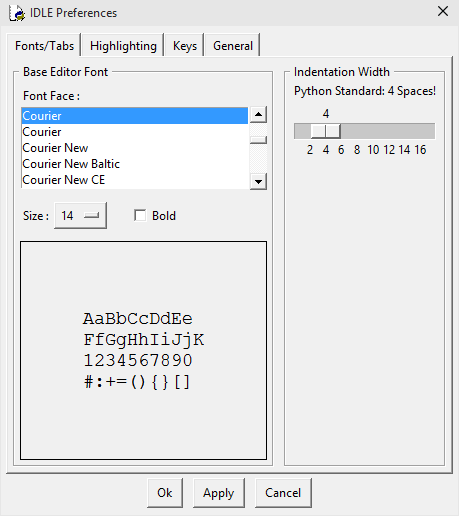 IDLE Preferences
Fonts/Tabs Highlighting Keys General
Base Editor Font
Font Face :
Courier
Courier
Courier New
Courier New Baltic
Courier New CE
Size : 14 Bold
AaBbCcDdEe
FfGgHhIiJjK
1234567890
#:+=(){}[]
Indentation Width
Python Standard: 4 Spaces!
4
2 4 6 8 10 12 14 16
Ok Apply Cancel